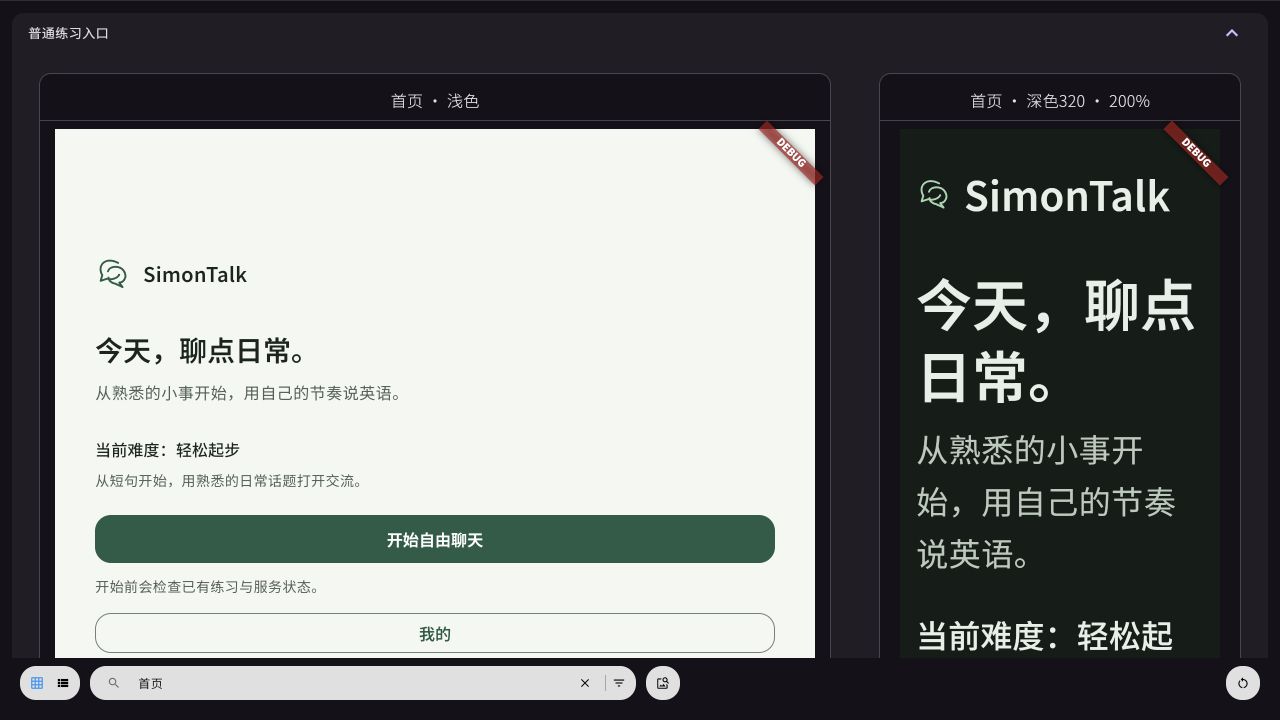 普通练习入口
首页 · 浅色
DEBUG
SimonTalk
今天，聊点日常。
从熟悉的小事开始，用自己的节奏说英语。
当前难度：轻松起步
从短句开始，用熟悉的日常话题打开交流。
开始自由聊天
开始前会检查已有练习与服务状态。
我的
首页 · 深色320 · 200%
DEBUG
SimonTalk
今天，聊点
日常。
从熟悉的小事开
始，用自己的节奏
说英语。
当前难度：轻松起
首页